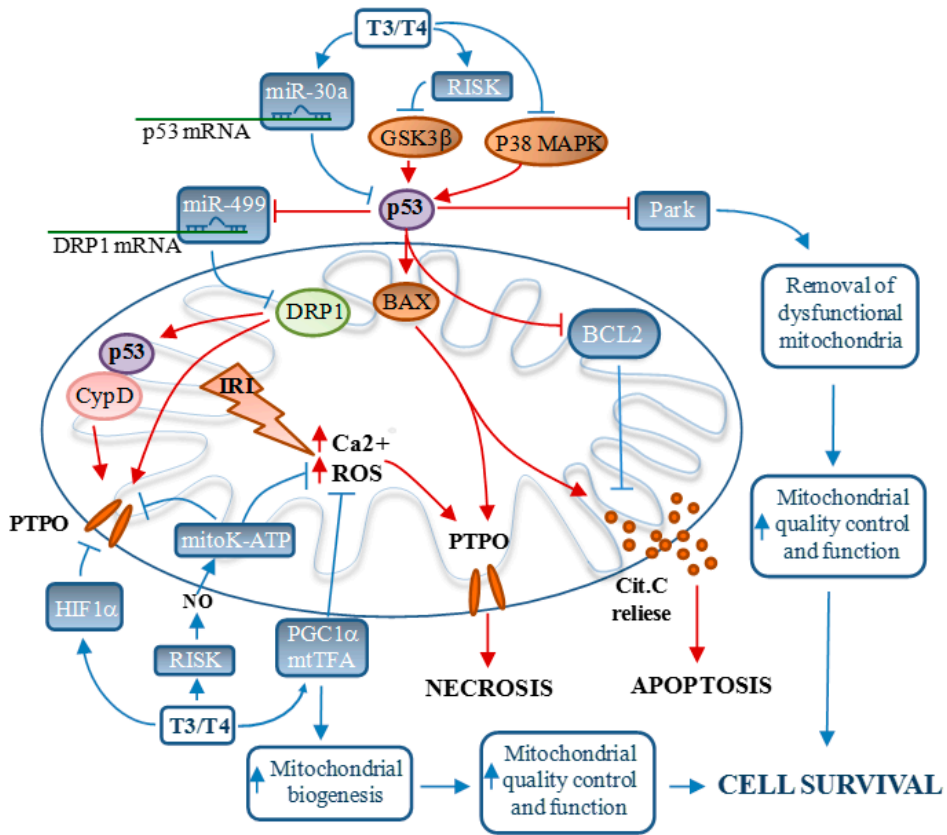 T3/T4
miR-30a
RISK
p53 mRNA
GSK3β
P38 MAPK
miR-499
p53
Park
DRP1 mRNA
Removal of
dysfunctional
mitochondria
DRP1
BAX
BCL2
p53
CypD
IRI
Ca2+
ROS
Mitochondrial
quality control
and function
PTPO
mitoK-ATP
PTPO
Cit.C
reliese
HIF1α
NO
PGC1α
mtTFA
RISK
NECROSIS
APOPTOSIS
T3/T4
Mitochondrial
biogenesis
Mitochondrial
quality control
and function
CELL SURVIVAL